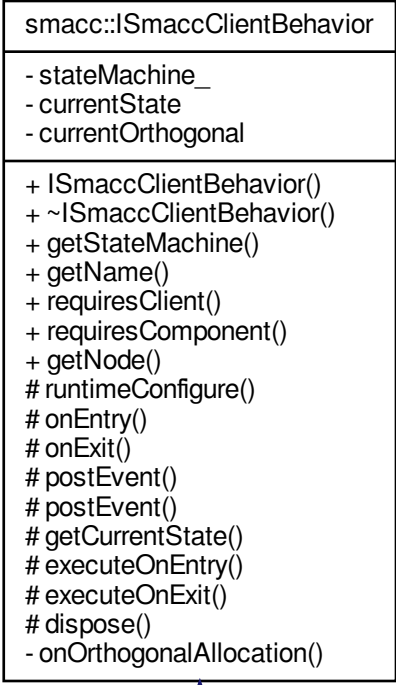 smacc::ISmaccClientBehavior
- stateMachine_
- currentState
- currentOrthogonal
+ ISmaccClientBehavior()
+ ~ISmaccClientBehavior()
+ getStateMachine()
+ getName()
+ requiresClient()
+ requiresComponent()
+ getNode()
# runtimeConfigure()
# onEntry()
# onExit()
# postEvent()
# postEvent()
# getCurrentState()
# executeOnEntry()
# executeOnExit()
# dispose()
- onOrthogonalAllocation()